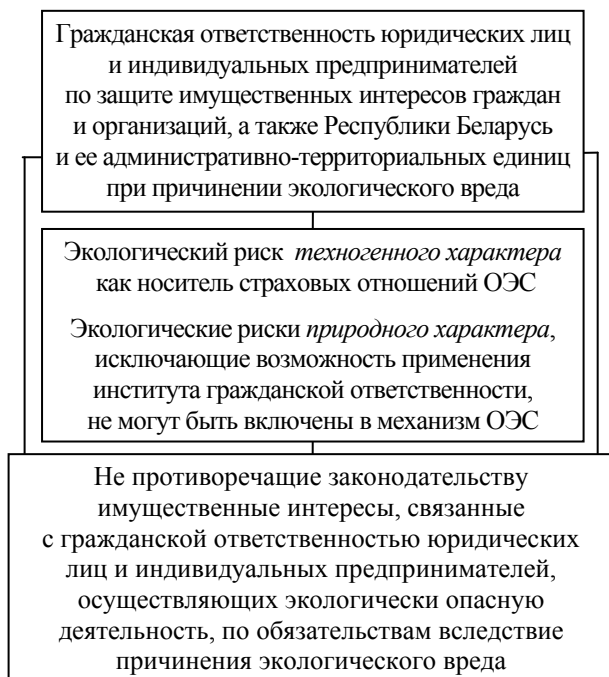 Гражданская ответственность юридических лиц
и индивидуальных предпринимателей
по защите имущественных интересов граждан
и организаций, а также Республики Беларусь
и ее административно-территориальных единиц
при причинении экологического вреда
Экологический риск техногенного характера
как носитель страховых отношений ОЭС
Экологические риски природного характера,
исключающие возможность применения
института гражданской ответственности,
не могут быть включены в механизм ОЭС
Не противоречащие законодательству
имущественные интересы, связанные
с гражданской ответственностью юридических
лиц и индивидуальных предпринимателей,
осуществляющих экологически опасную
деятельность, по обязательствам вследствие
причинения экологического вреда